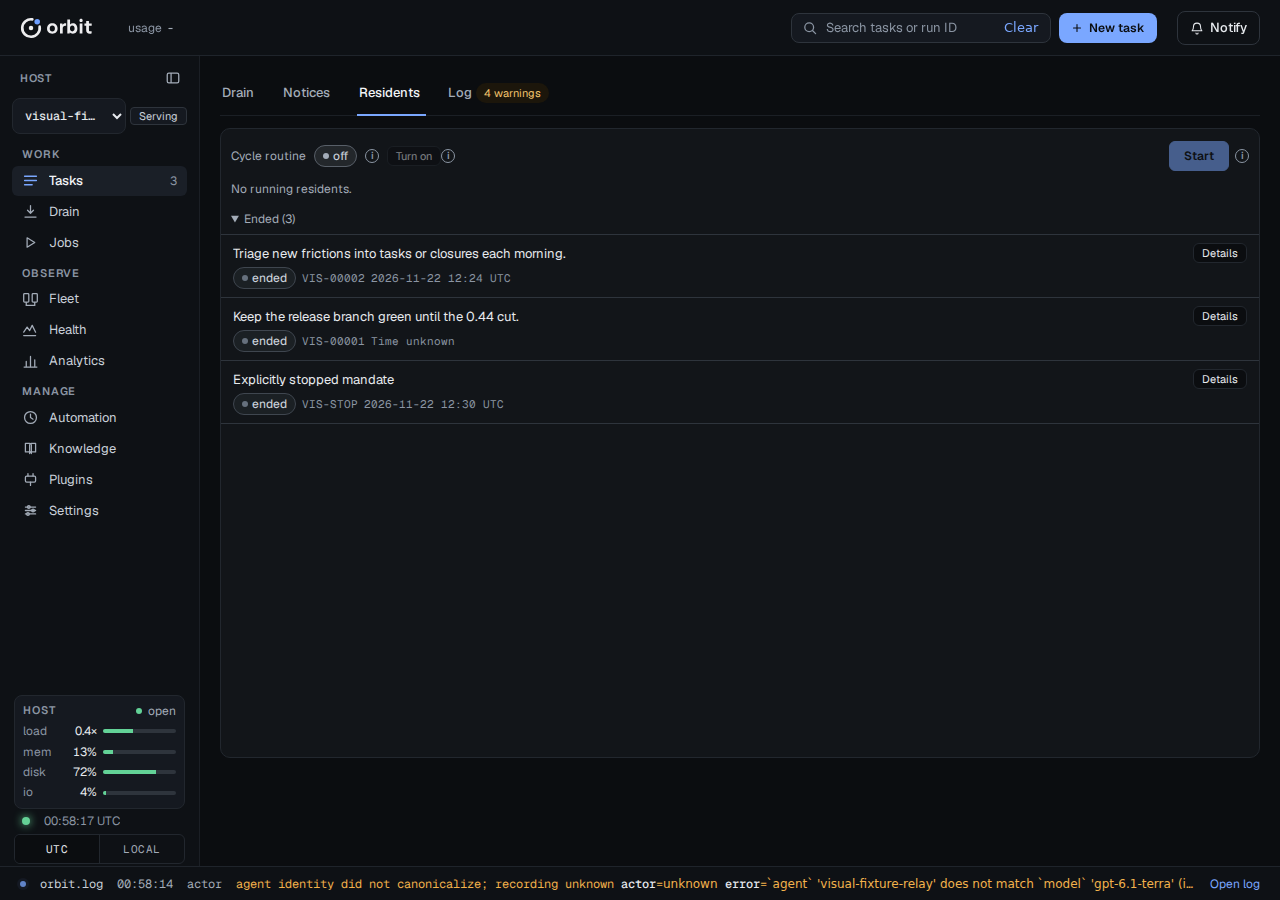 orbit
usage -
Search tasks or run ID
Clear
+ New task
Notify
HOST
visual-fi…
Serving
WORK
Tasks 3
Drain
Jobs
OBSERVE
Fleet
Health
Analytics
MANAGE
Automation
Knowledge
Plugins
Settings
HOST open
load 0.4×
mem 13%
disk 72%
io 4%
00:58:17 UTC
UTC LOCAL
Drain Notices Residents Log 4 warnings
Cycle routine off Turn on Start
No running residents.
▼ Ended (3)
Triage new frictions into tasks or closures each morning. Details
ended VIS-00002 2026-11-22 12:24 UTC
Keep the release branch green until the 0.44 cut. Details
ended VIS-00001 Time unknown
Explicitly stopped mandate Details
ended VIS-STOP 2026-11-22 12:30 UTC
orbit.log 00:58:14 actor agent identity did not canonicalize; recording unknown actor=unknown error=`agent` 'visual-fixture-relay' does not match `model` 'gpt-6.1-terra' (i… Open log